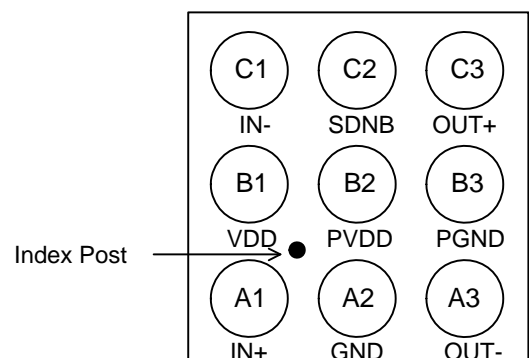 C1 C2 C3
IN- SDNB OUT+
B1 B2 B3
VDD PVDD PGND
Index Post
A1 A2 A3
IN+ GND OUT-